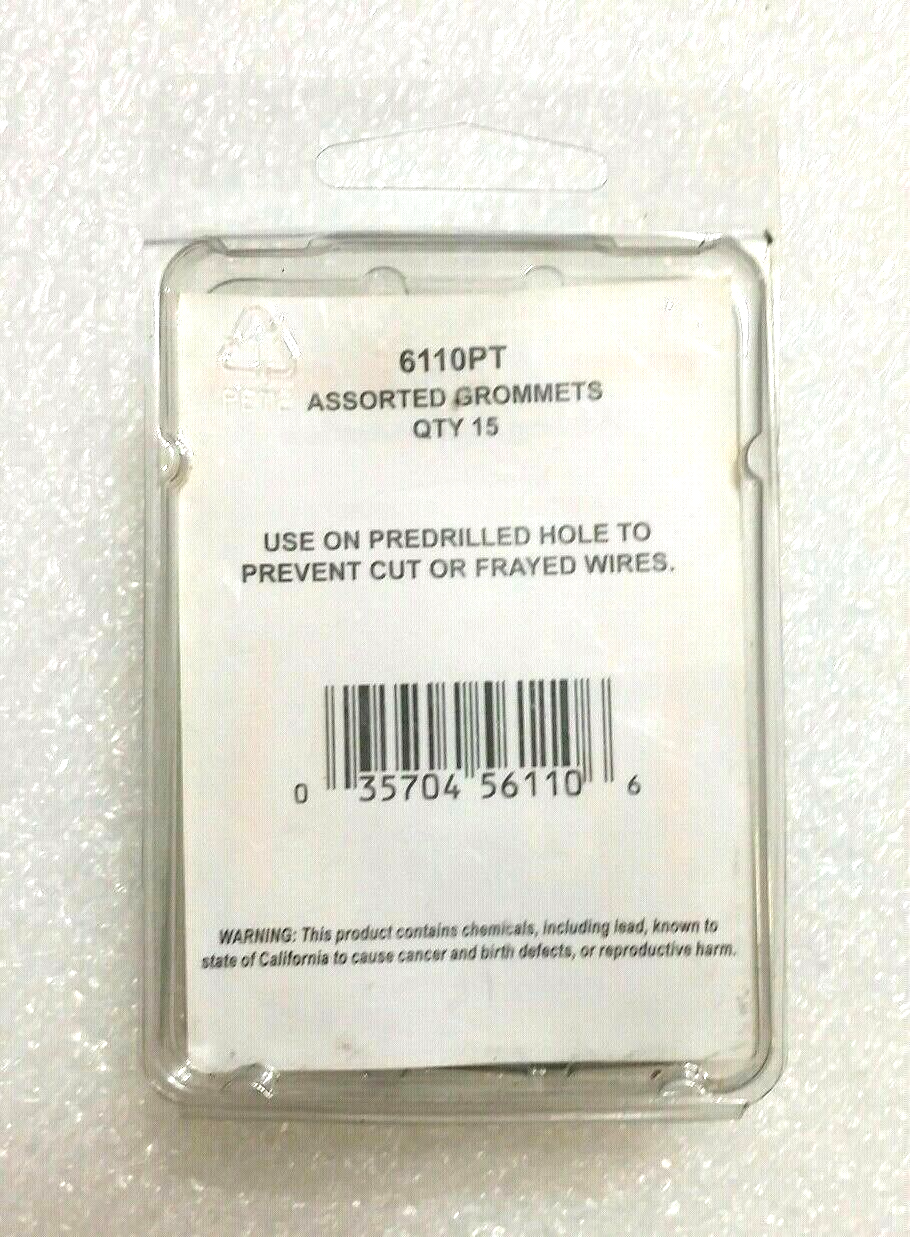 6110PT
ASSORTED GROMMETS
QTY 15
USE ON PREDRILLED HOLE TO
PREVENT CUT OR FRAYED WIRES.
0 35704 56110 6
WARNING: This product contains chemicals, including lead, known to
state of California to cause cancer and birth defects, or reproductive harm.